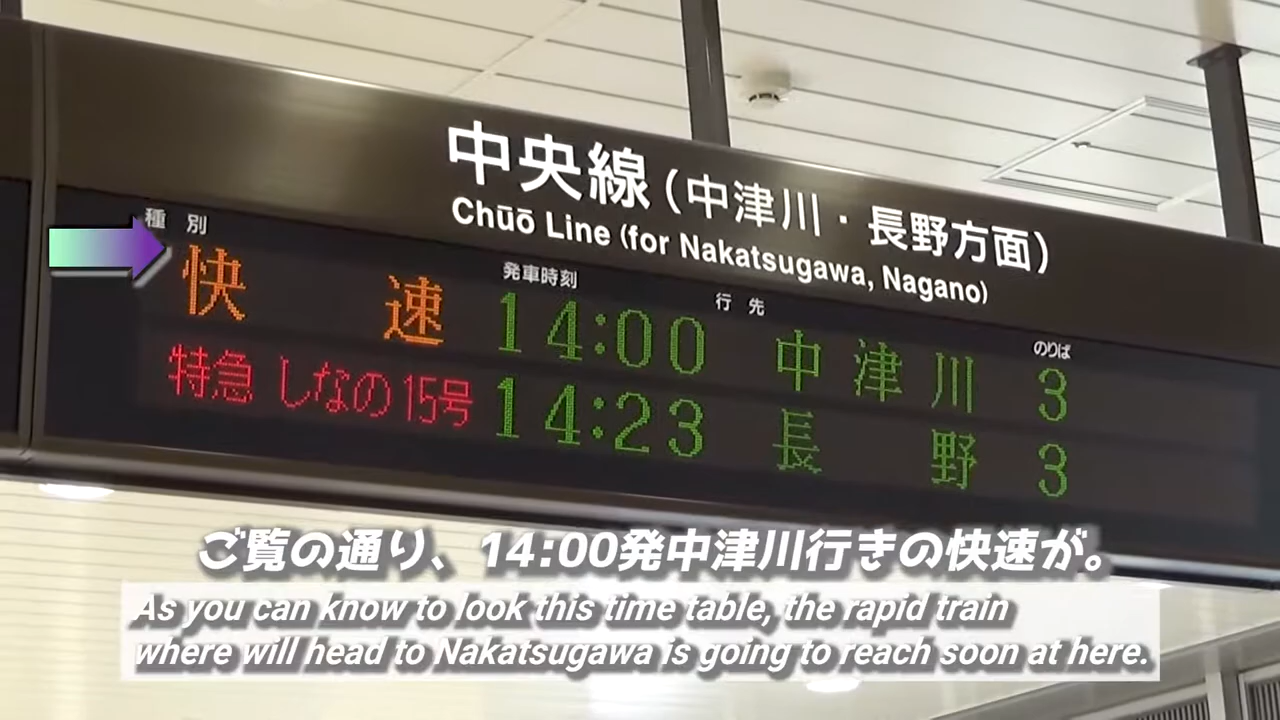 中央線（中津川・長野方面）
Chūō Line (for Nakatsugawa, Nagano)
種別 発車時刻 行先 のりば
快速 14:00 中津川 3
特急 しなの15号 14:23 長野 3
ご覧の通り、14:00発中津川行きの快速が。
As you can know to look this time table, the rapid train
where will head to Nakatsugawa is going to reach soon at here.